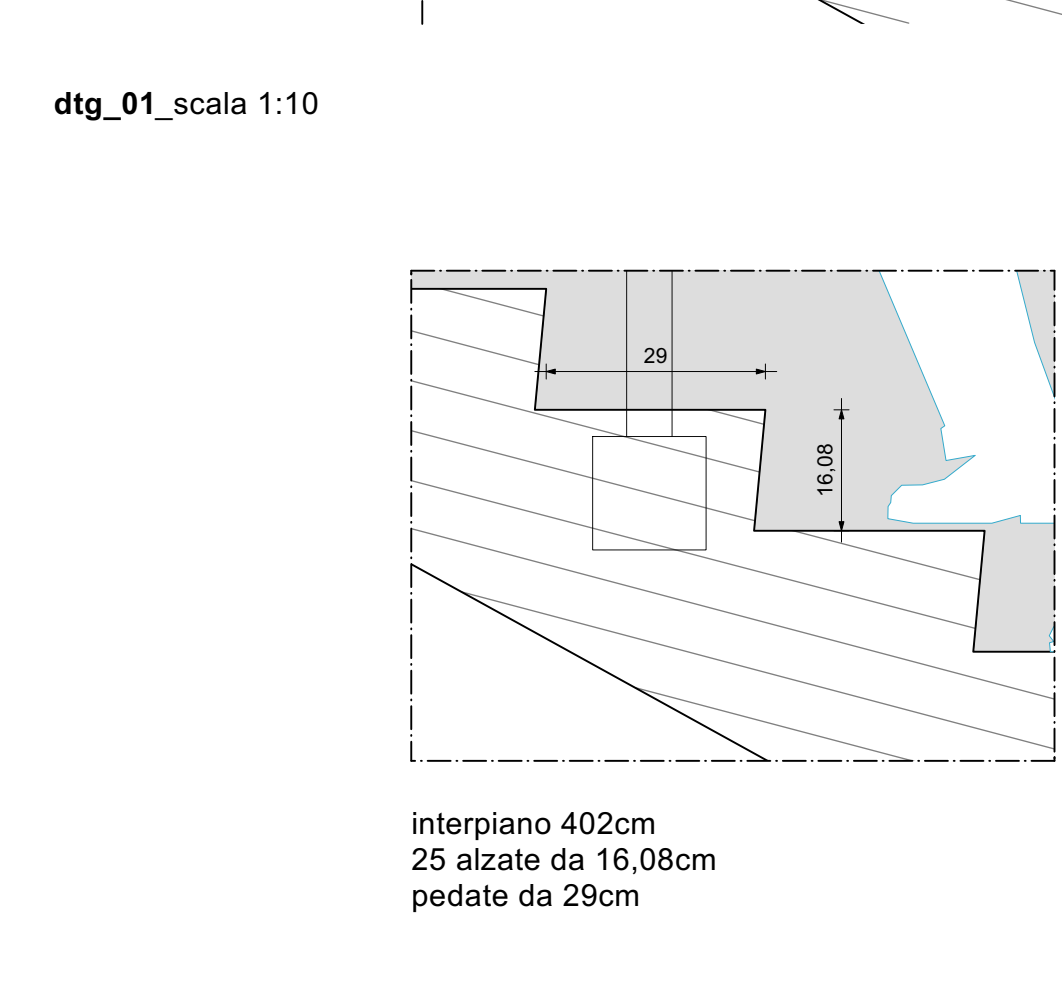 dtg_01_scala 1:10
29
16,08
interpiano 402cm
25 alzate da 16,08cm
pedate da 29cm